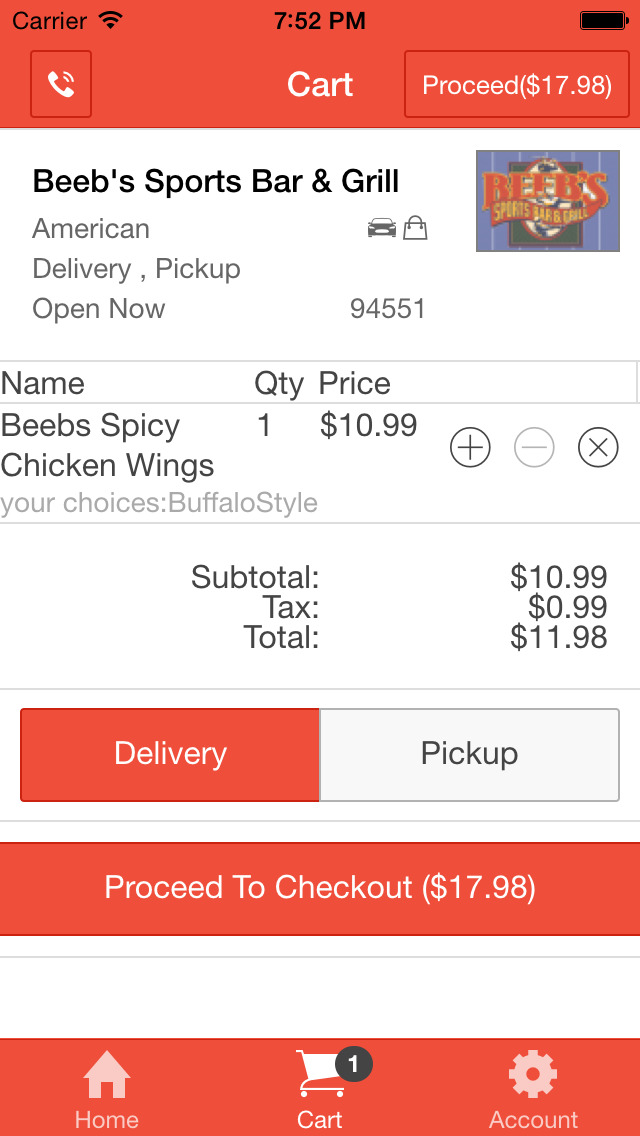 Carrier 7:52 PM
Cart Proceed($17.98)
Beeb's Sports Bar & Grill
BEEB'S
SPORTS BAR & GRILL
American
Delivery , Pickup
Open Now 94551
Name Qty Price
Beebs Spicy 1 $10.99
Chicken Wings
your choices:BuffaloStyle
Subtotal: $10.99
Tax: $0.99
Total: $11.98
Delivery Pickup
Proceed To Checkout ($17.98)
1
Home Cart Account